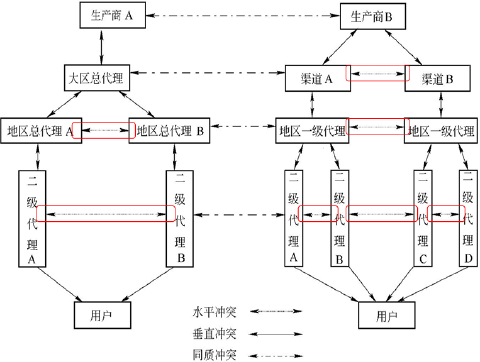 生产商 A
生产商 B
大区总代理
渠道 A
渠道 B
地区总代理 A
地区总代理 B
地区一级代理
地区一级代理
二级代理A
二级代理B
二级代理A
二级代理B
二级代理C
二级代理D
用户
用户
水平冲突
垂直冲突
同质冲突